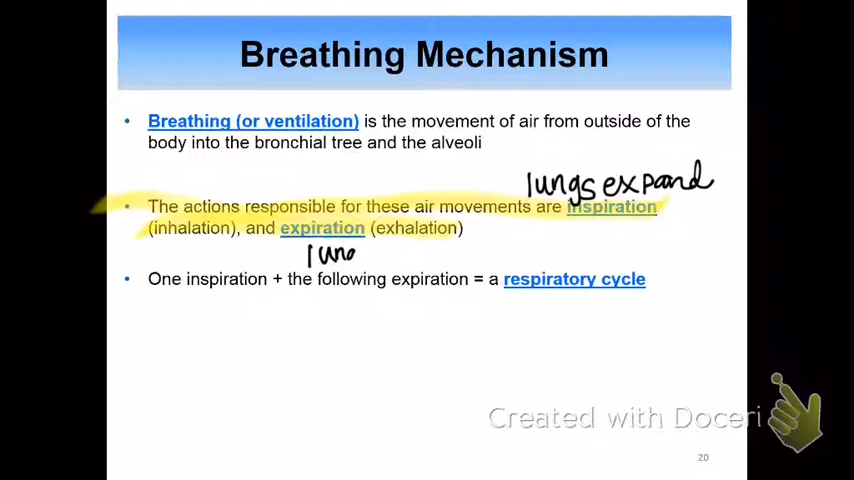 Breathing Mechanism
• Breathing (or ventilation) is the movement of air from outside of the
body into the bronchial tree and the alveoli
lungs expand
• The actions responsible for these air movements are inspiration
(inhalation), and expiration (exhalation)
lung
• One inspiration + the following expiration = a respiratory cycle
Created with Doceri
20